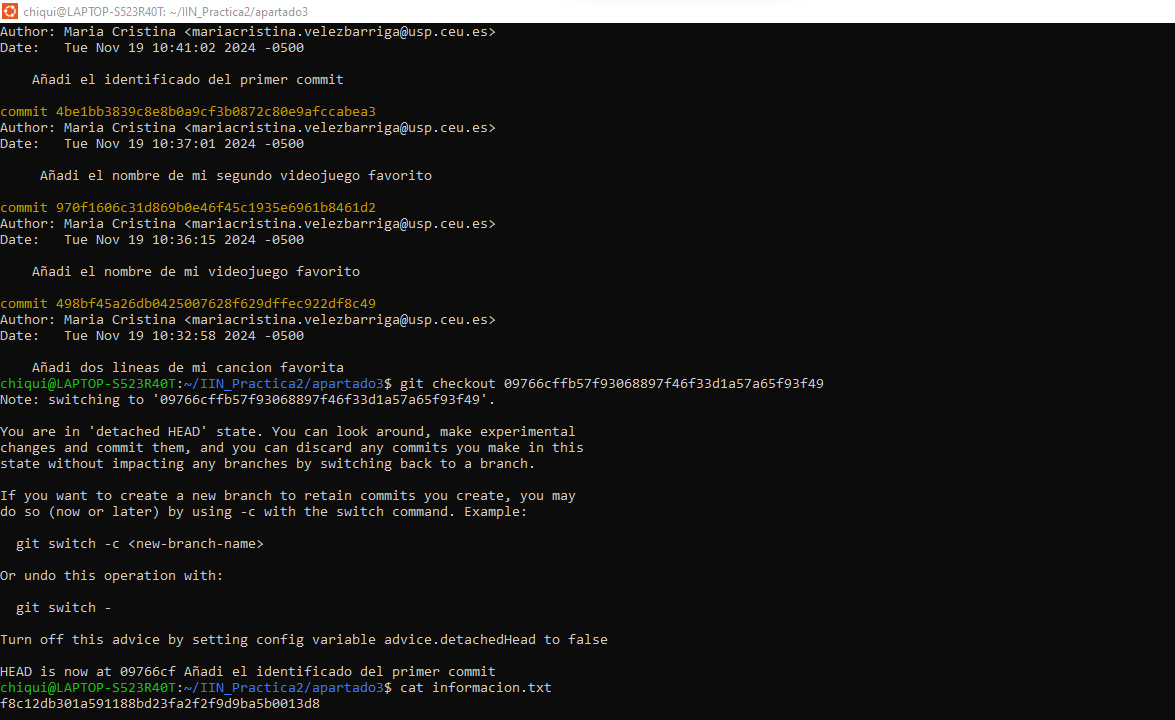 chiqui@LAPTOP-S523R40T: ~/IIN_Practica2/apartado3
Author: Maria Cristina <mariacristina.velezbarriga@usp.ceu.es>
Date:   Tue Nov 19 10:41:02 2024 -0500
    Añadi el identificado del primer commit
commit 4be1bb3839c8e8b0a9cf3b0872c80e9afccabea3
Author: Maria Cristina <mariacristina.velezbarriga@usp.ceu.es>
Date:   Tue Nov 19 10:37:01 2024 -0500
     Añadi el nombre de mi segundo videojuego favorito
commit 970f1606c31d869b0e46f45c1935e6961b8461d2
Author: Maria Cristina <mariacristina.velezbarriga@usp.ceu.es>
Date:   Tue Nov 19 10:36:15 2024 -0500
    Añadi el nombre de mi videojuego favorito
commit 498bf45a26db0425007628f629dffec922df8c49
Author: Maria Cristina <mariacristina.velezbarriga@usp.ceu.es>
Date:   Tue Nov 19 10:32:58 2024 -0500
    Añadi dos lineas de mi cancion favorita
chiqui@LAPTOP-S523R40T:~/IIN_Practica2/apartado3$ git checkout 09766cffb57f93068897f46f33d1a57a65f93f49
Note: switching to '09766cffb57f93068897f46f33d1a57a65f93f49'.
You are in 'detached HEAD' state. You can look around, make experimental
changes and commit them, and you can discard any commits you make in this
state without impacting any branches by switching back to a branch.
If you want to create a new branch to retain commits you create, you may
do so (now or later) by using -c with the switch command. Example:
  git switch -c <new-branch-name>
Or undo this operation with:
  git switch -
Turn off this advice by setting config variable advice.detachedHead to false
HEAD is now at 09766cf Añadi el identificado del primer commit
chiqui@LAPTOP-S523R40T:~/IIN_Practica2/apartado3$ cat informacion.txt
f8c12db301a591188bd23fa2f2f9d9ba5b0013d8